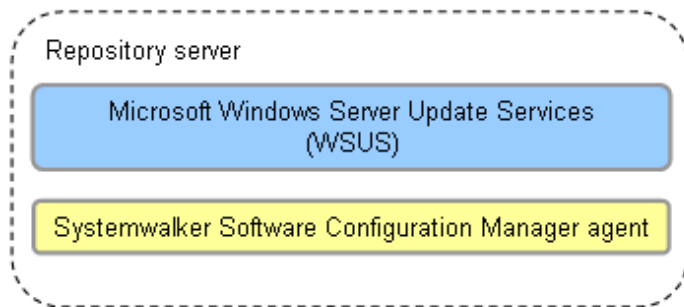 Repository server
Microsoft Windows Server Update Services
(WSUS)
Systemwalker Software Configuration Manager agent